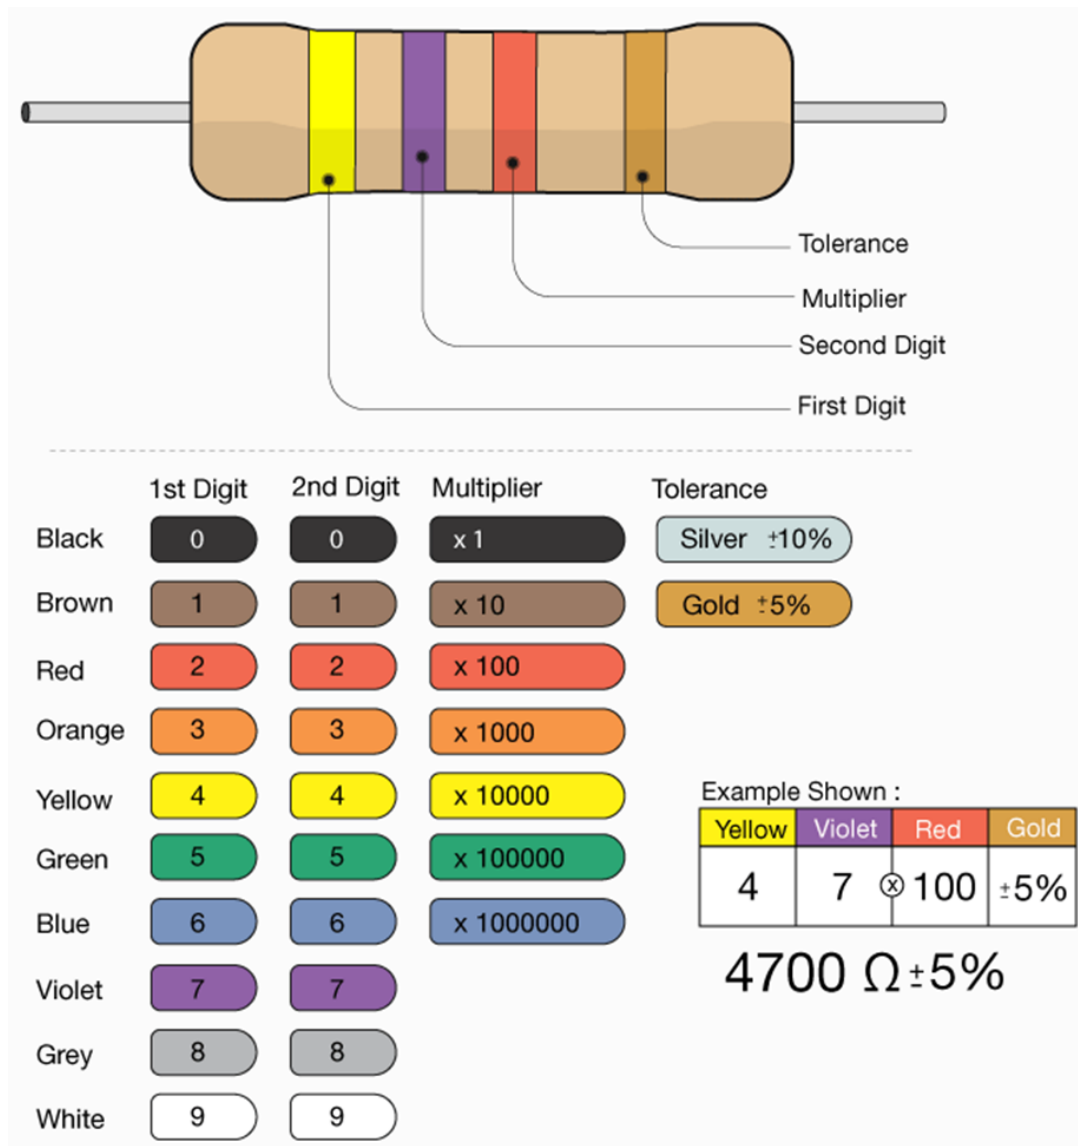 Tolerance
Multiplier
Second Digit
First Digit
1st Digit 2nd Digit Multiplier Tolerance
Black 0 0 x 1 Silver ±10%
Brown 1 1 x 10 Gold ±5%
Red 2 2 x 100
Orange 3 3 x 1000
Yellow 4 4 x 10000
Green 5 5 x 100000
Blue 6 6 x 1000000
Violet 7 7
Grey 8 8
White 9 9
Example Shown :
Yellow Violet Red Gold
4 7 ⓧ 100 ±5%
4700 Ω ±5%